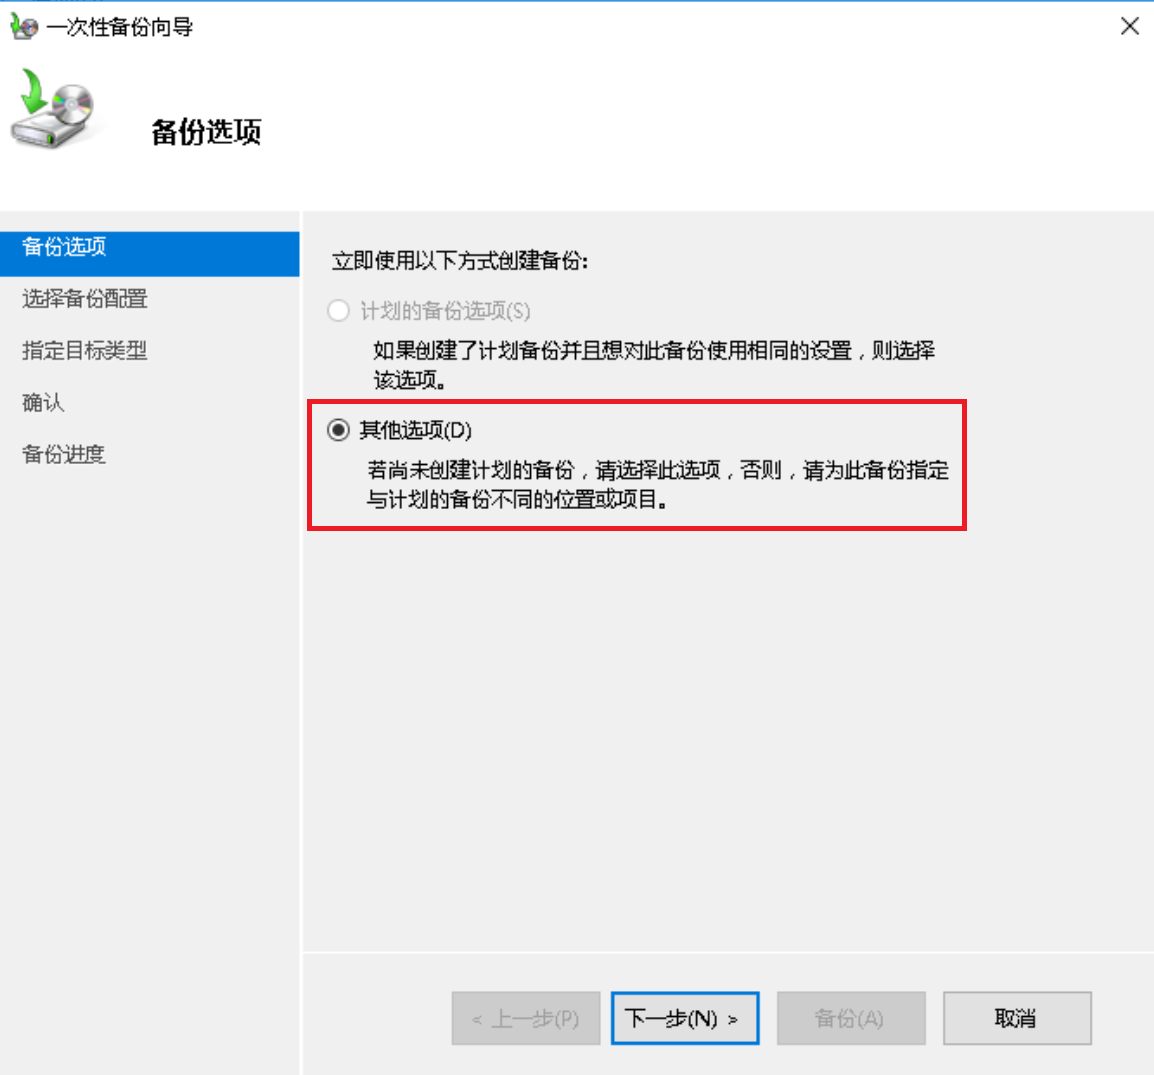 一次性备份向导
备份选项
备份选项
选择备份配置
指定目标类型
确认
备份进度
立即使用以下方式创建备份:
计划的备份选项(S)
如果创建了计划备份并且想对此备份使用相同的设置，则选择
该选项。
其他选项(D)
若尚未创建计划的备份，请选择此选项，否则，请为此备份指定
与计划的备份不同的位置或项目。
< 上一步(P)
下一步(N) >
备份(A)
取消